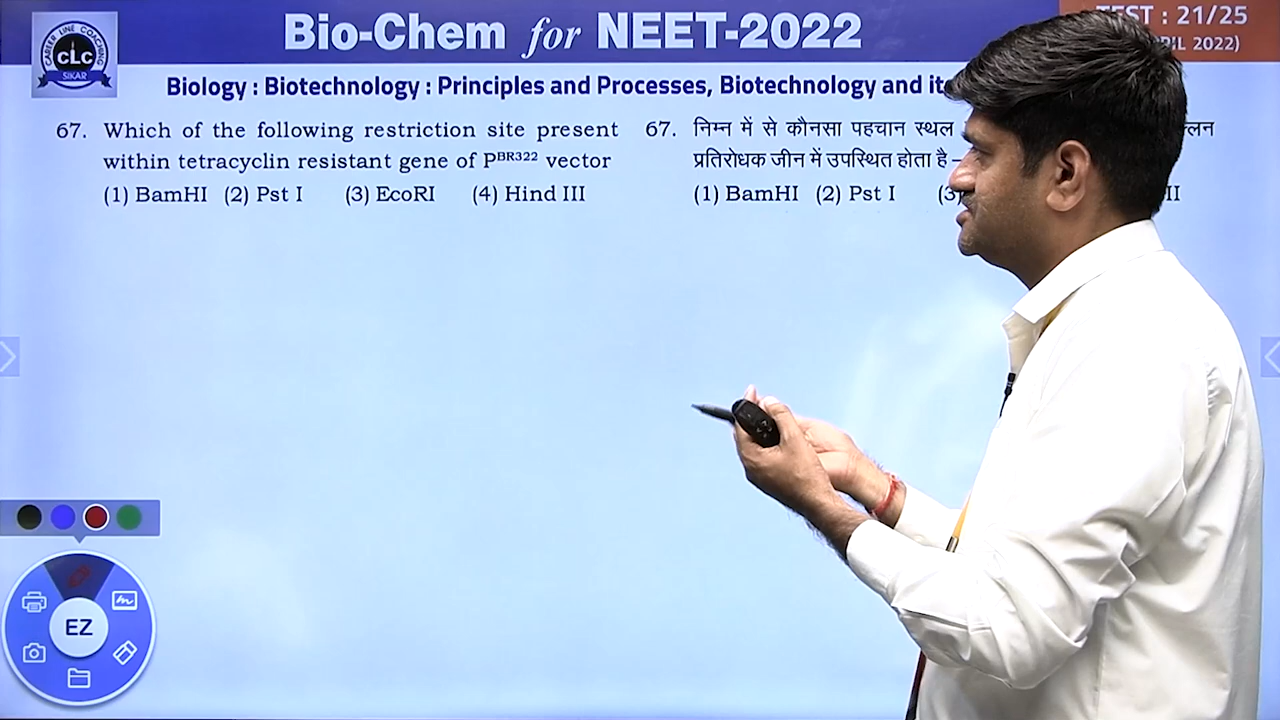 CAREER LINE COACHING
CLC
SIKAR
Bio-Chem for NEET-2022
TEST : 21/25
2022)
Biology : Biotechnology : Principles and Processes, Biotechnology and
67. Which of the following restriction site present
within tetracyclin resistant gene of PBR322 vector
(1) BamHI (2) Pst I (3) EcoRI (4) Hind III
67. निम्न में से कौनसा पहचान स्थल
प्रतिरोधक जीन में उपस्थित होता है –
(1) BamHI (2) Pst I (3)
EZ